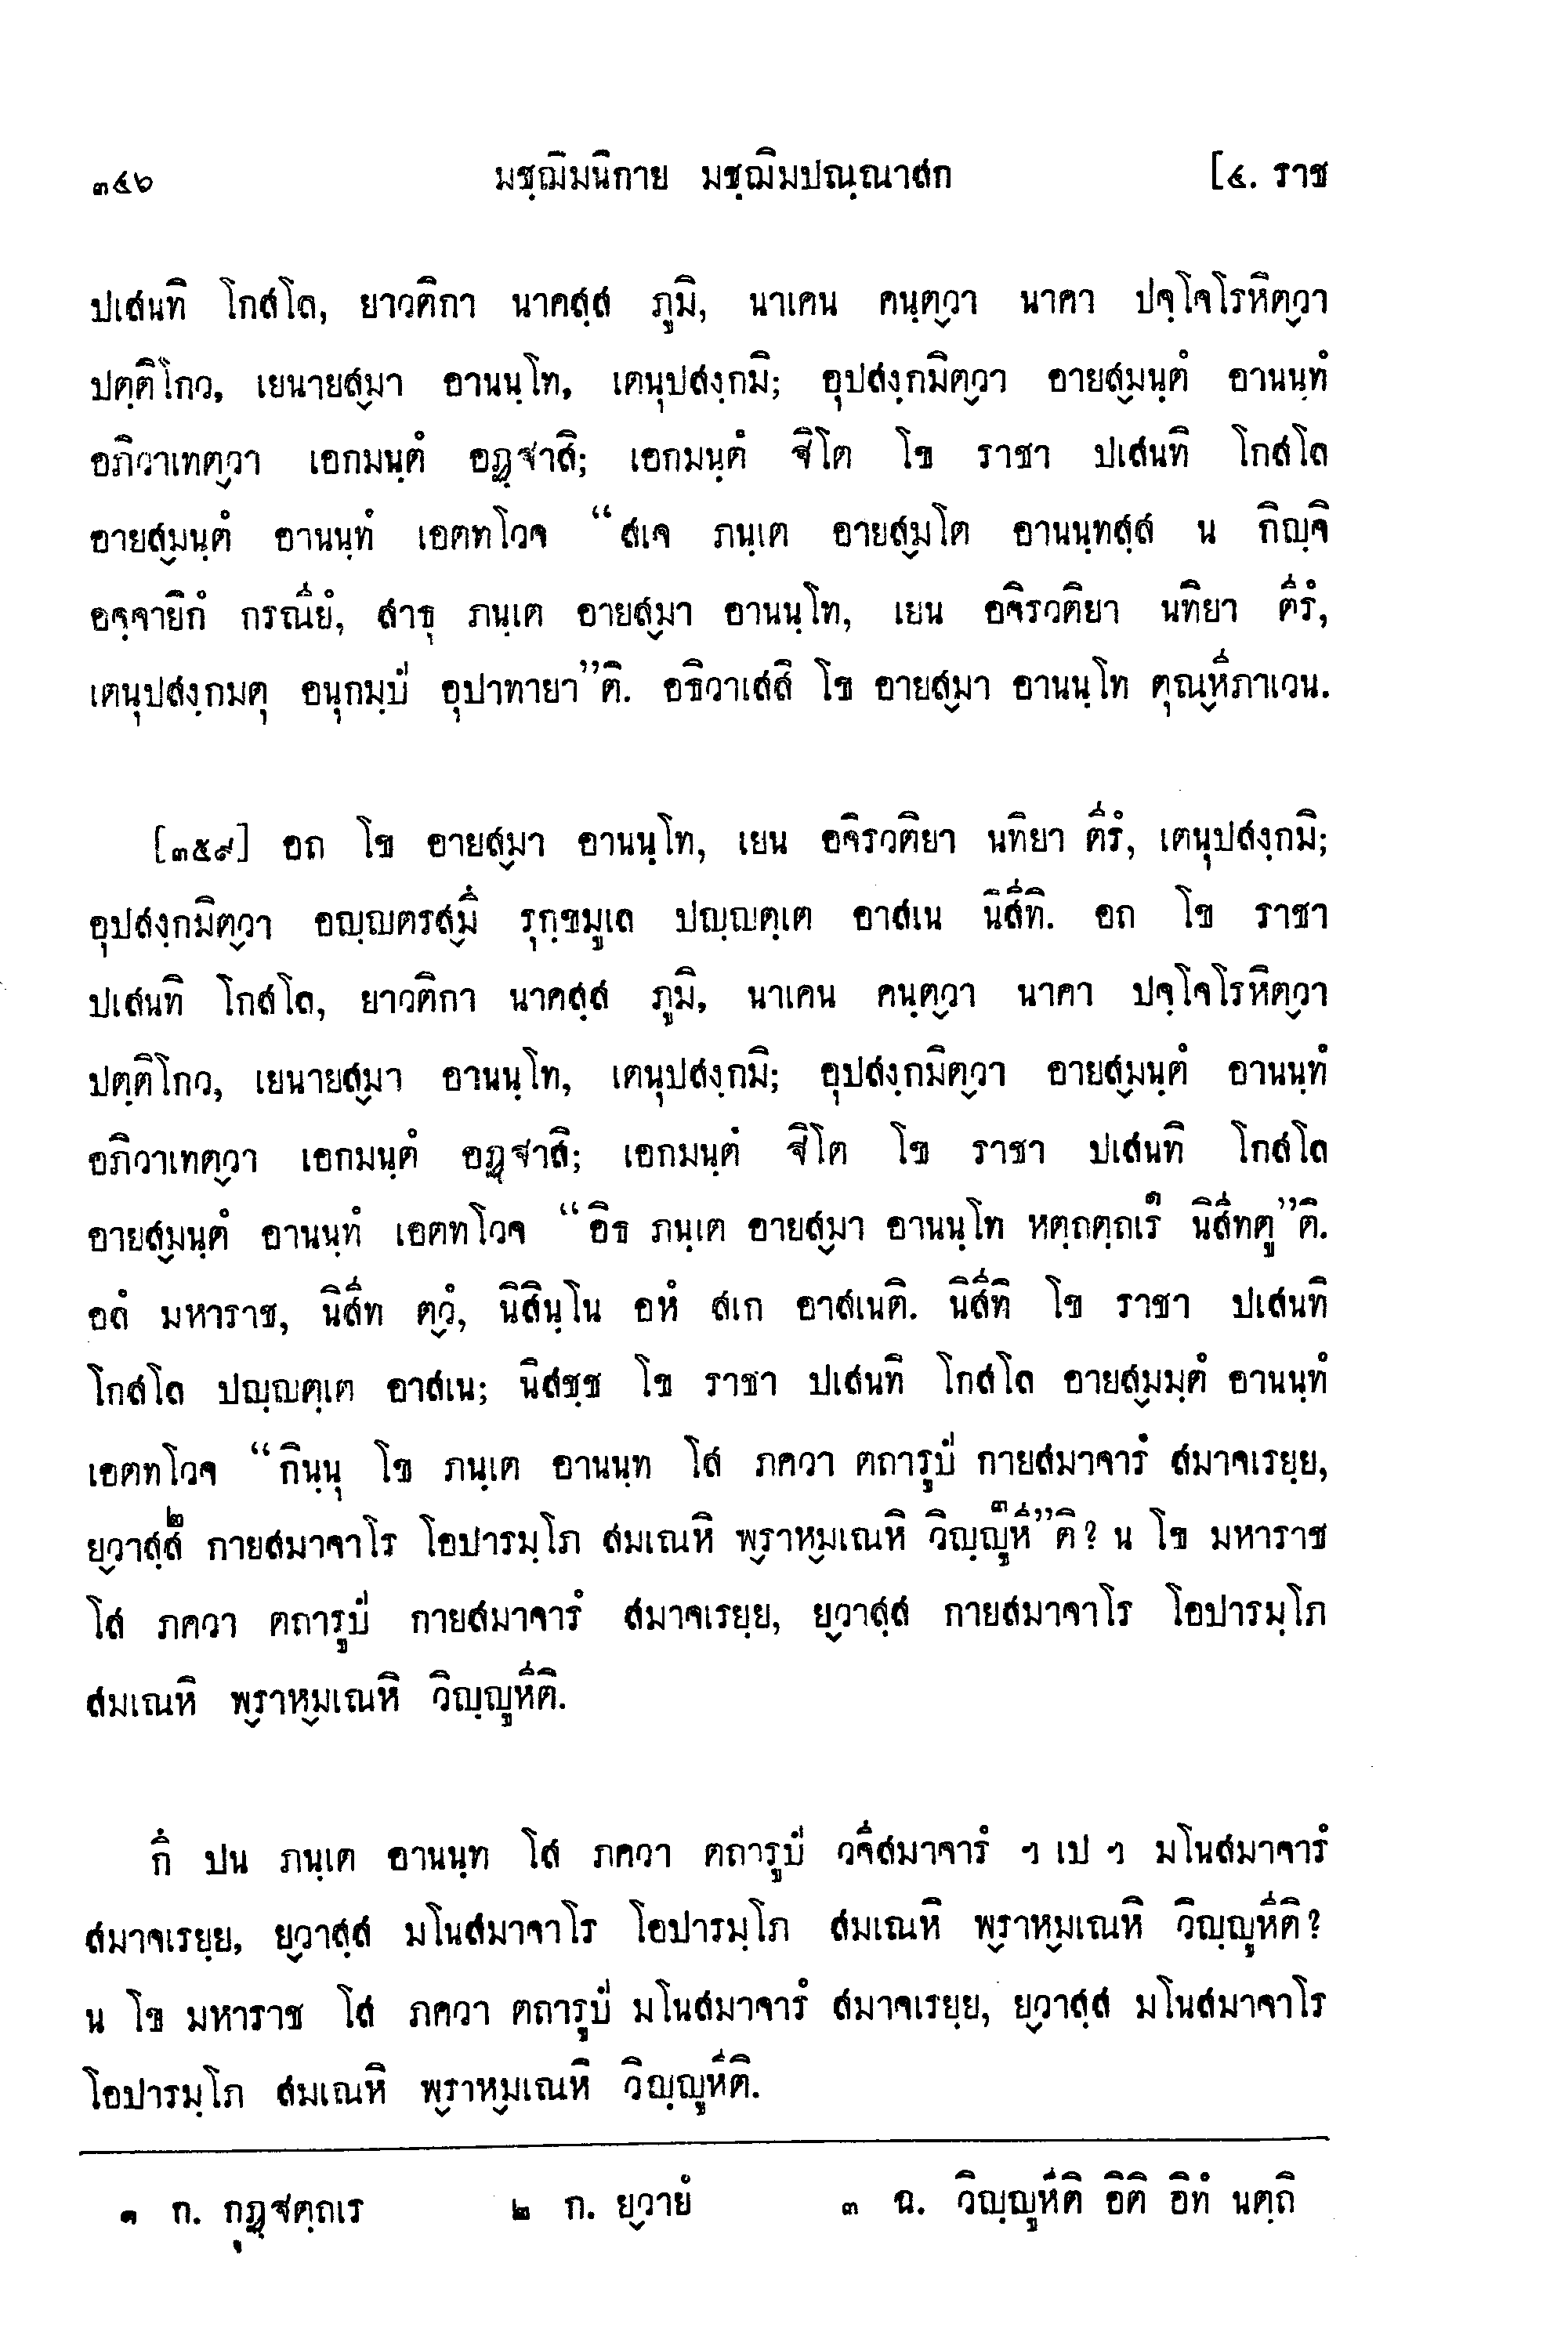 ๓๔๖ มชฺฌิมนิกาย มชฺฌิมปณฺณาสก [๔. ราช
ปเสนทิ โกสโล, ยาวติกา นาคสฺส ภูมิ, นาเคน คนฺตฺวา นาคา ปจฺโจโรหิตฺวา
ปตฺติโกว, เยนายสฺมา อานนฺโท, เตนุปสงฺกมิ; อุปสงฺกมิตฺวา อายสฺมนฺตํ อานนฺทํ
อภิวาเทตฺวา เอกมนฺตํ อฏฺฐาสิ; เอกมนฺตํ ฐิโต โข ราชา ปเสนทิ โกสโล
อายสฺมนฺตํ อานนฺทํ เอตทโวจ “สเจ ภนฺเต อายสฺมโต อานนฺทสฺส น กิญฺจิ
อจฺจายิกํ กรณียํ, สาธุ ภนฺเต อายสฺมา อานนฺโท, เยน อจิรวติยา นทิยา ตีรํ,
เตนุปสงฺกมตุ อนุกมฺปํ อุปาทายา”ติ. อธิวาเสสิ โข อายสฺมา อานนฺโท ตุณฺหีภาเวน.
[๓๕๙] อถ โข อายสฺมา อานนฺโท, เยน อจิรวติยา นทิยา ตีรํ, เตนุปสงฺกมิ;
อุปสงฺกมิตฺวา อญฺญตรสฺมึ รุกฺขมูเล ปญฺญตฺเต อาสเน นิสีทิ. อถ โข ราชา
ปเสนทิ โกสโล, ยาวติกา นาคสฺส ภูมิ, นาเคน คนฺตฺวา นาคา ปจฺโจโรหิตฺวา
ปตฺติโกว, เยนายสฺมา อานนฺโท, เตนุปสงฺกมิ; อุปสงฺกมิตฺวา อายสฺมนฺตํ อานนฺทํ
อภิวาเทตฺวา เอกมนฺตํ อฏฺฐาสิ; เอกมนฺตํ ฐิโต โข ราชา ปเสนทิ โกสโล
อายสฺมนฺตํ อานนฺทํ เอตทโวจ “อิธ ภนฺเต อายสฺมา อานนฺโท หตฺถตฺถเร๑ นิสีทตู”ติ.
อลํ มหาราช, นิสีท ตฺวํ, นิสินฺโน อหํ สเก อาสเนติ. นิสีทิ โข ราชา ปเสนทิ
โกสโล ปญฺญตฺเต อาสเน; นิสชฺช โข ราชา ปเสนทิ โกสโล อายสฺมมฺตํ อานนฺทํ
เอตทโวจ “กินฺนุ โข ภนฺเต อานนฺท โส ภควา ตถารูปํ กายสมาจารํ สมาจเรยฺย,
ยฺวาสฺส๒ กายสมาจาโร โอปารมฺโภ สมเณหิ พฺราหฺมเณหิ วิญฺญูหี๓”ติ? น โข มหาราช
โส ภควา ตถารูปํ กายสมาจารํ สมาจเรยฺย, ยฺวาสฺส กายสมาจาโร โอปารมฺโภ
สมเณหิ พฺราหฺมเณหิ วิญฺญูหีติ.
กึ ปน ภนฺเต อานนฺท โส ภควา ตถารูปํ วจีสมาจารํ ฯ เป ฯ มโนสมาจารํ
สมาจเรยฺย, ยฺวาสฺส มโนสมาจาโร โอปารมฺโภ สมเณหิ พฺราหฺมเณหิ วิญฺญูหีติ?
น โข มหาราช โส ภควา ตถารูปํ มโนสมาจารํ สมาจเรยฺย, ยฺวาสฺส มโนสมาจาโร
โอปารมฺโภ สมเณหิ พฺราหฺมเณหิ วิญฺญูหีติ.
๑ ก. กุฏฺฐตฺถเร ๒ ก. ยฺวายํ ๓ ฉ. วิญฺญูหีติ อิติ อิทํ นตฺถิ